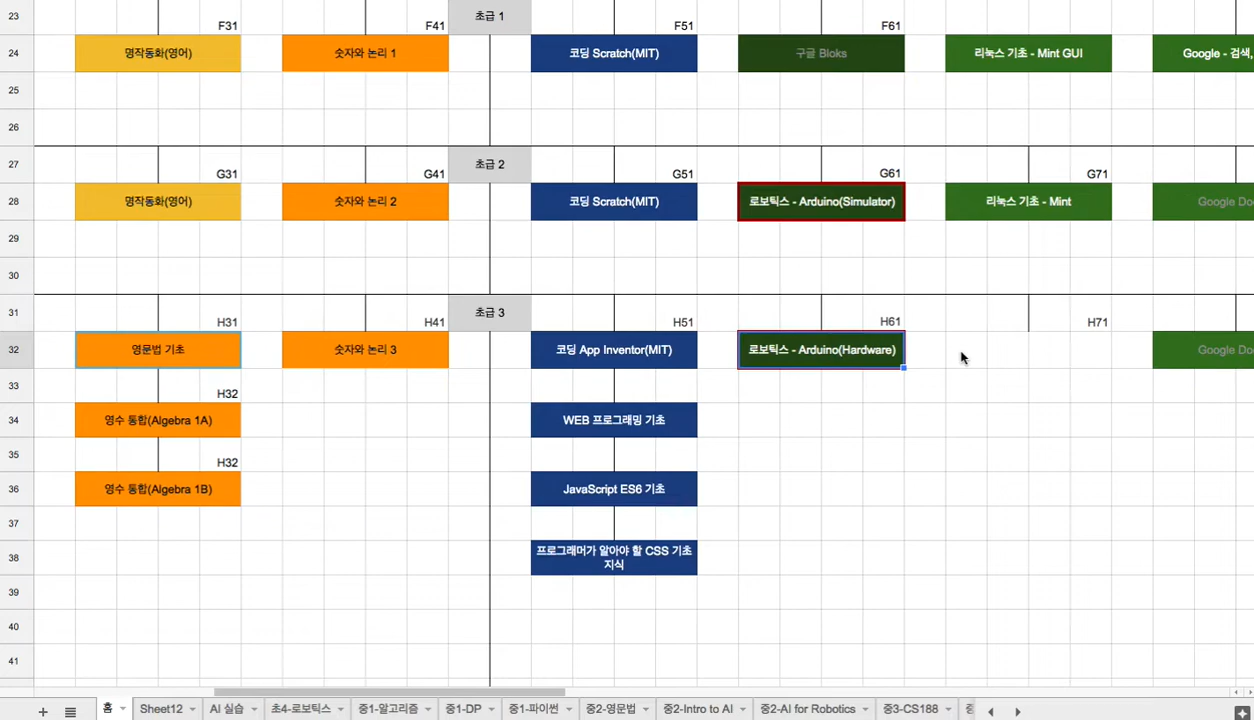 23
F31
F41
초급 1
F51
F61
24
명작동화(영어)
숫자와 논리 1
코딩 Scratch(MIT)
구글 Bloks
리눅스 기초 - Mint GUI
Google - 검색,
25
26
27
G31
G41
초급 2
G51
G61
G71
28
명작동화(영어)
숫자와 논리 2
코딩 Scratch(MIT)
로보틱스 - Arduino(Simulator)
리눅스 기초 - Mint
Google Do
29
30
31
H31
H41
초급 3
H51
H61
H71
32
영문법 기초
숫자와 논리 3
코딩 App Inventor(MIT)
로보틱스 - Arduino(Hardware)
Google Do
33
H32
34
영수 통합(Algebra 1A)
WEB 프로그래밍 기초
35
H32
36
영수 통합(Algebra 1B)
JavaScript ES6 기초
37
38
프로그래머가 알아야 할 CSS 기초
지식
39
40
41
홈
Sheet12
AI 실습
초4-로보틱스
중1-알고리즘
중1-DP
중1-파이썬
중2-영문법
중2-Intro to AI
중2-AI for Robotics
중3-CS188